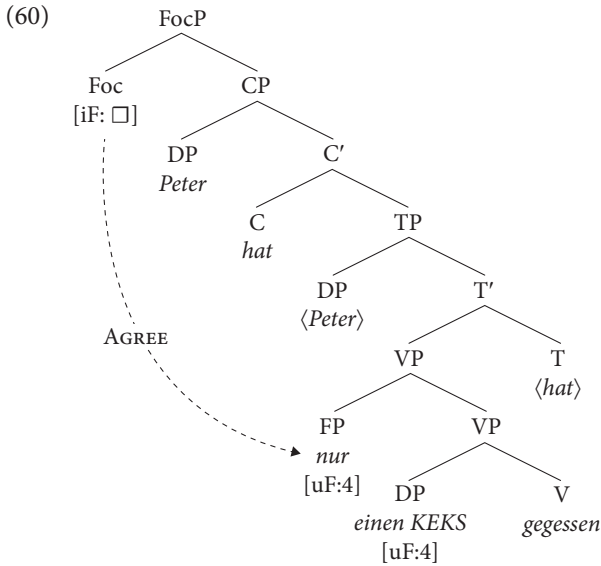 (60)
FocP
Foc CP
[iF: ❒]
DP C′
Peter
C TP
hat
DP T′
⟨Peter⟩
AGREE
VP T
⟨hat⟩
FP VP
nur
[uF:4] DP V
einen KEKS gegessen
[uF:4]